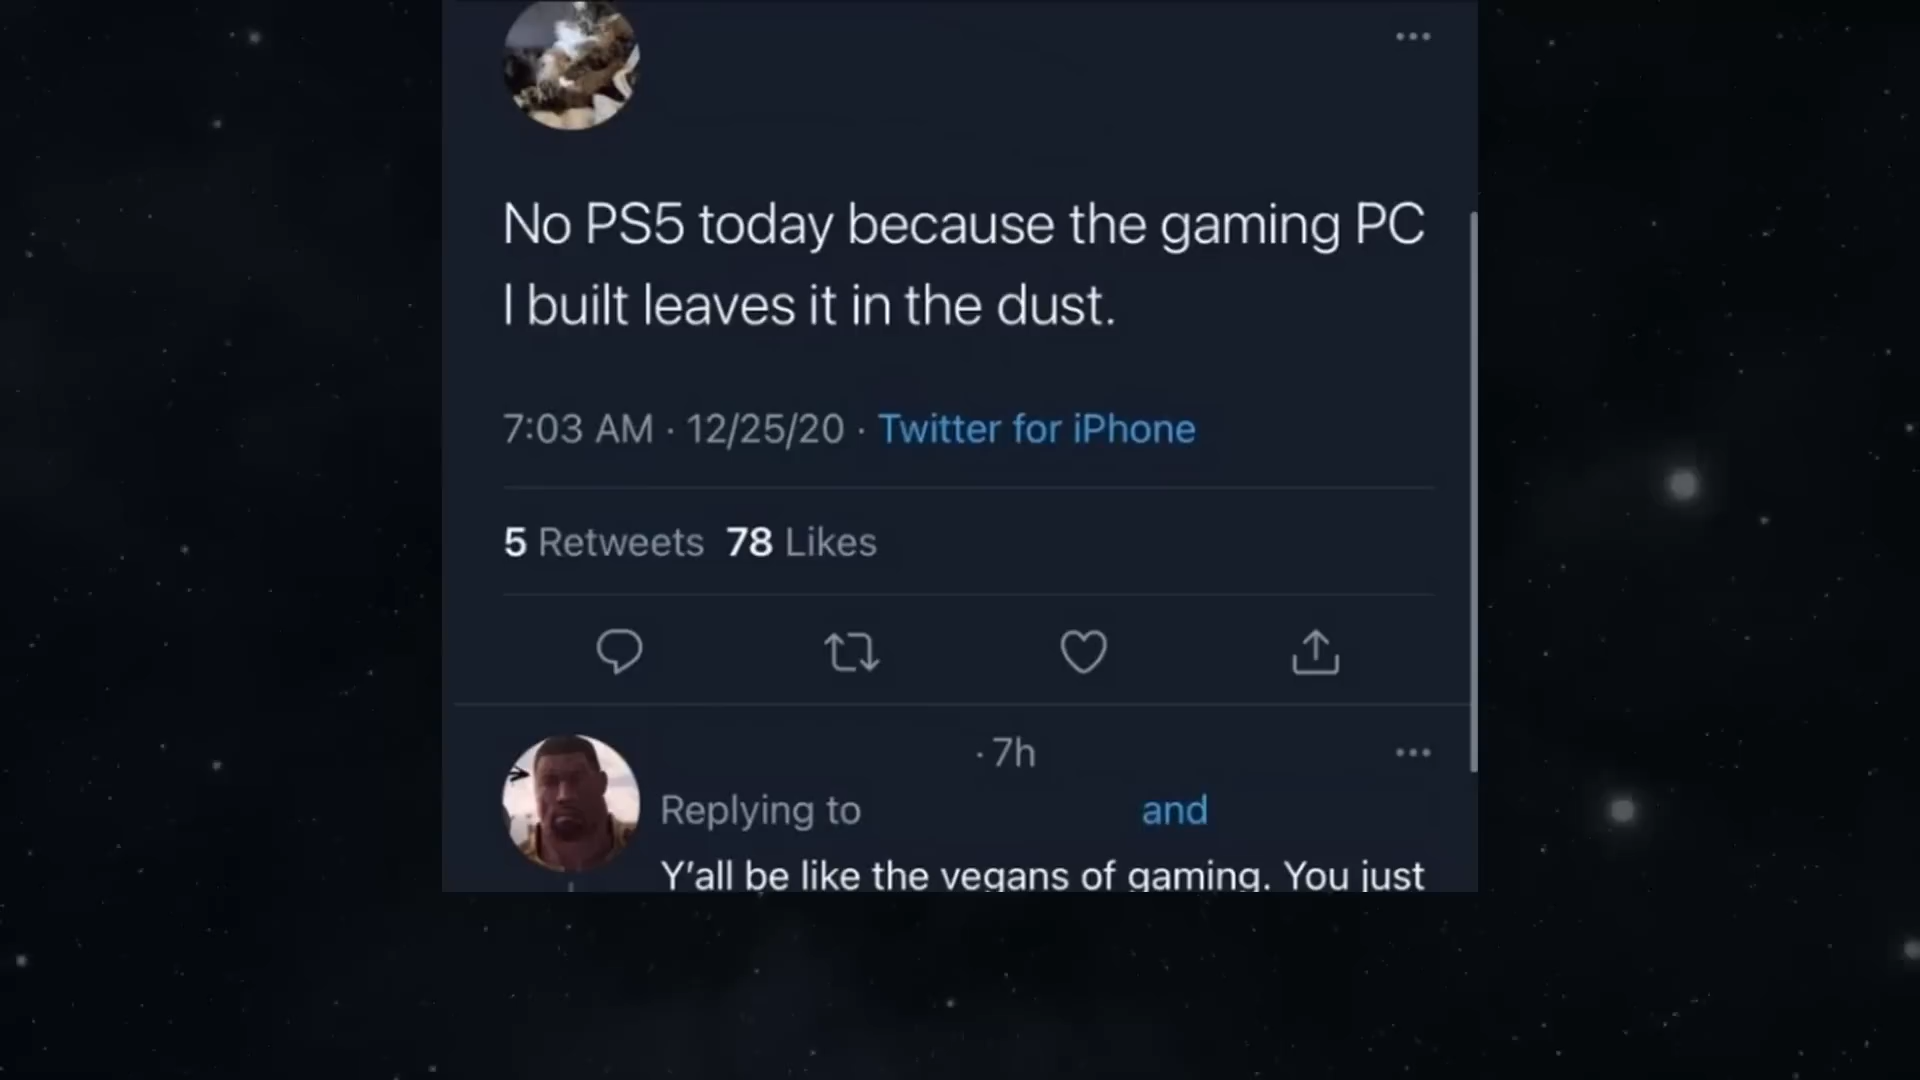 No PS5 today because the gaming PC
I built leaves it in the dust.
7:03 AM · 12/25/20 · Twitter for iPhone
5 Retweets 78 Likes
· 7h
Replying to and
Y'all be like the vegans of gaming. You just